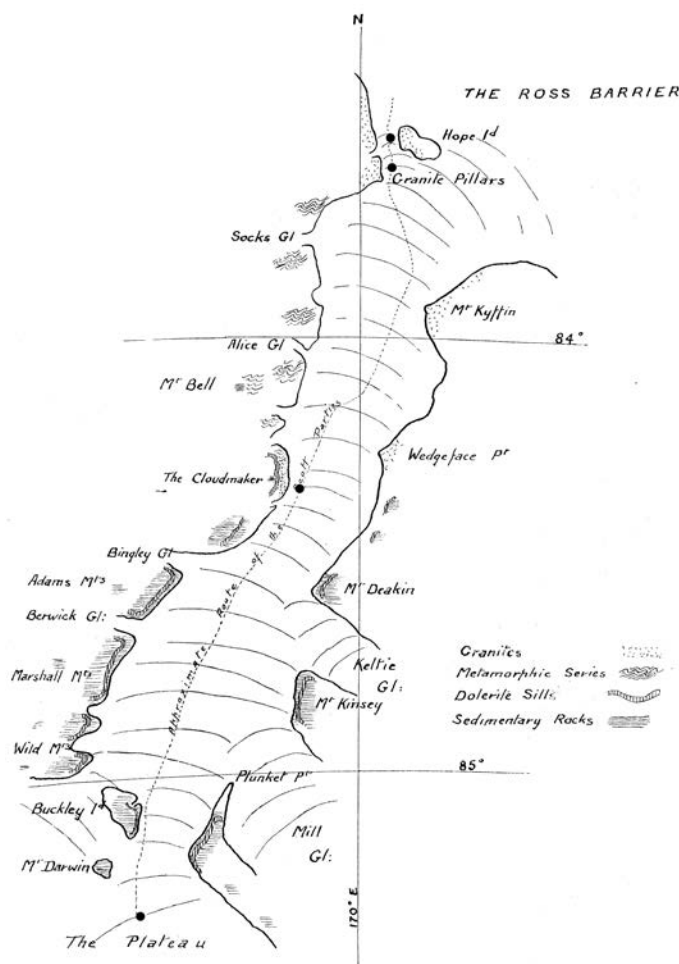 N
THE ROSS BARRIER
Hope Id
Granite Pillars
Socks Gl
Mt Kyffin
84°
Alice Gl
Mt Bell
Wedgeface Pt
The Cloudmaker
Bingley Gl
Adams Mts
Mt Deakin
Berwick Gl:
Keltie
Gl:
Marshall Mts
Mt Kinsey
Granites
Metamorphic Series
Dolerite Sills
Sedimentary Rocks
Wild Mts
85°
Plunket Pt
Buckley Id
Mill
Gl:
Mt Darwin
170° E
The Plateau
Approximate Route of the Scott Parties